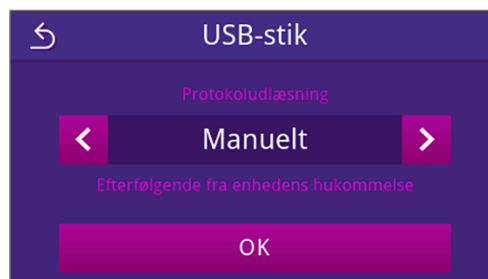 USB-stik
Protokoludlæsning
Manuelt
Efterfølgende fra enhedens hukommelse
OK